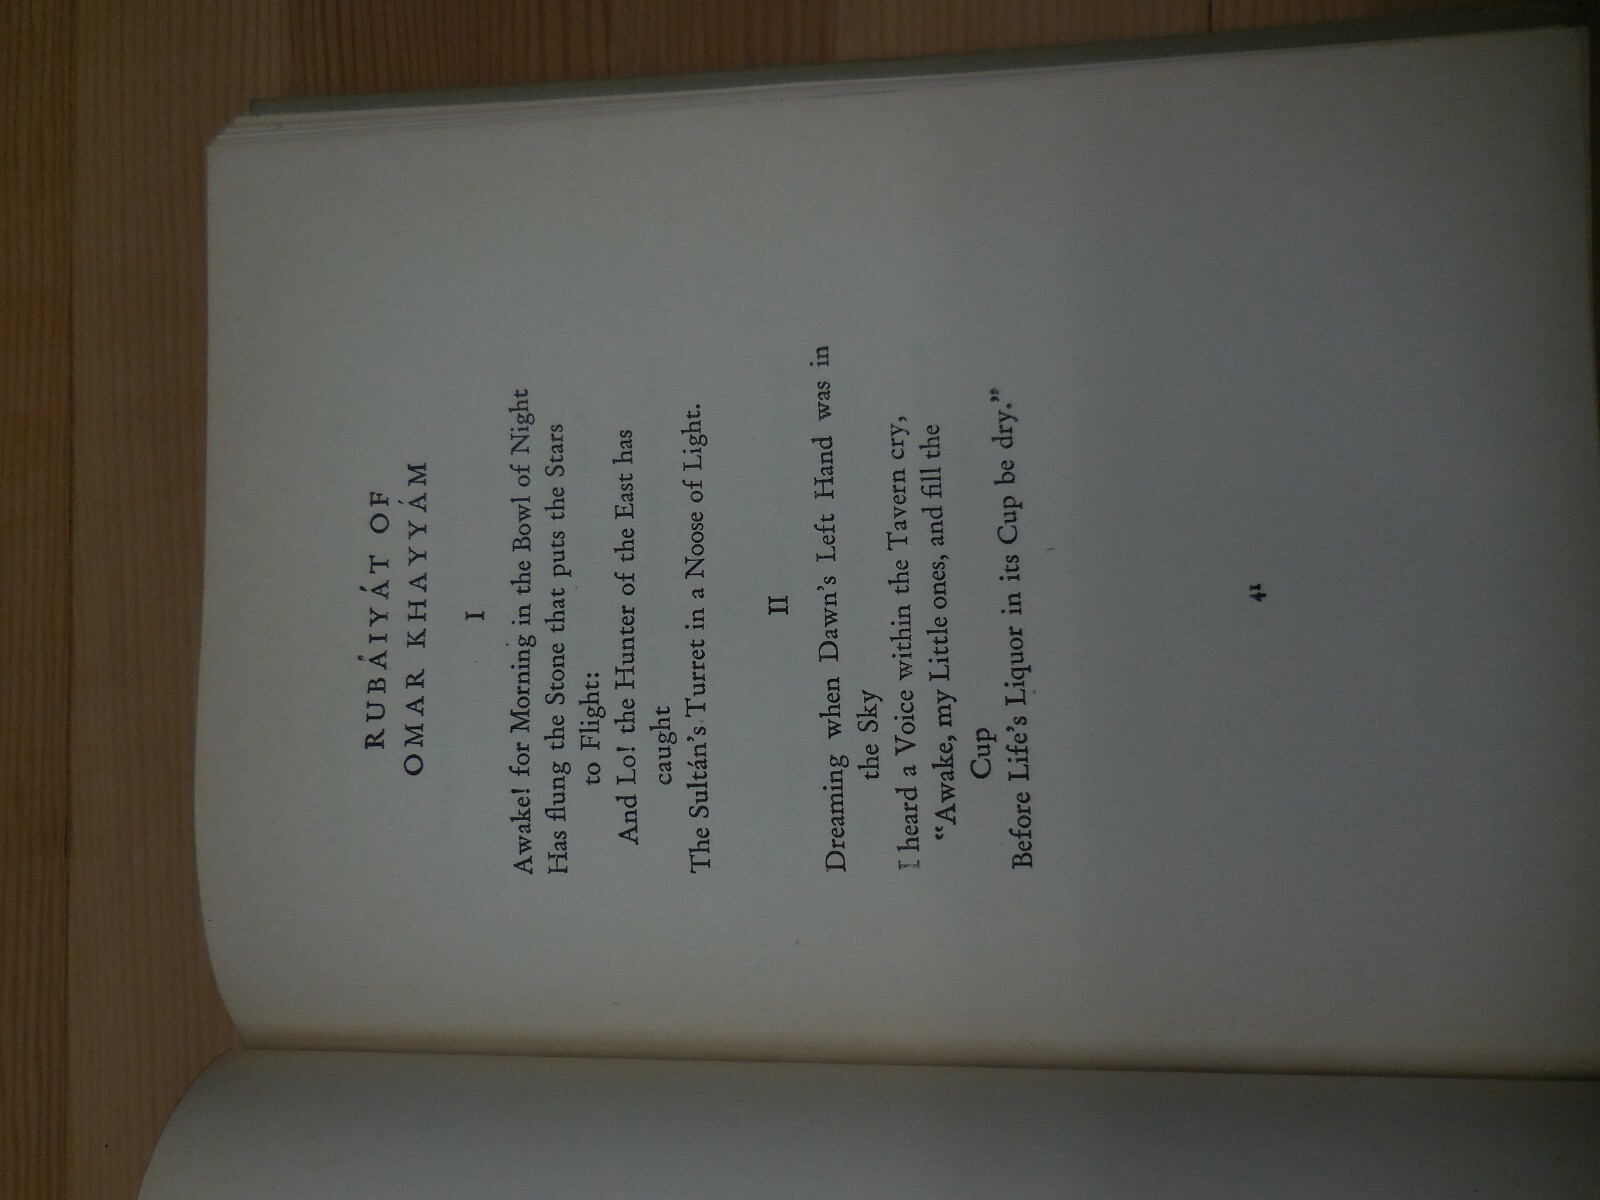 RUBÁIYÁT OF
OMAR KHAYYÁM
I
Awake! for Morning in the Bowl of Night
Has flung the Stone that puts the Stars
to Flight:
And Lo! the Hunter of the East has
caught
The Sultán's Turret in a Noose of Light.
II
Dreaming when Dawn's Left Hand was in
the Sky
I heard a Voice within the Tavern cry,
“Awake, my Little ones, and fill the
Cup
Before Life's Liquor in its Cup be dry.”
41